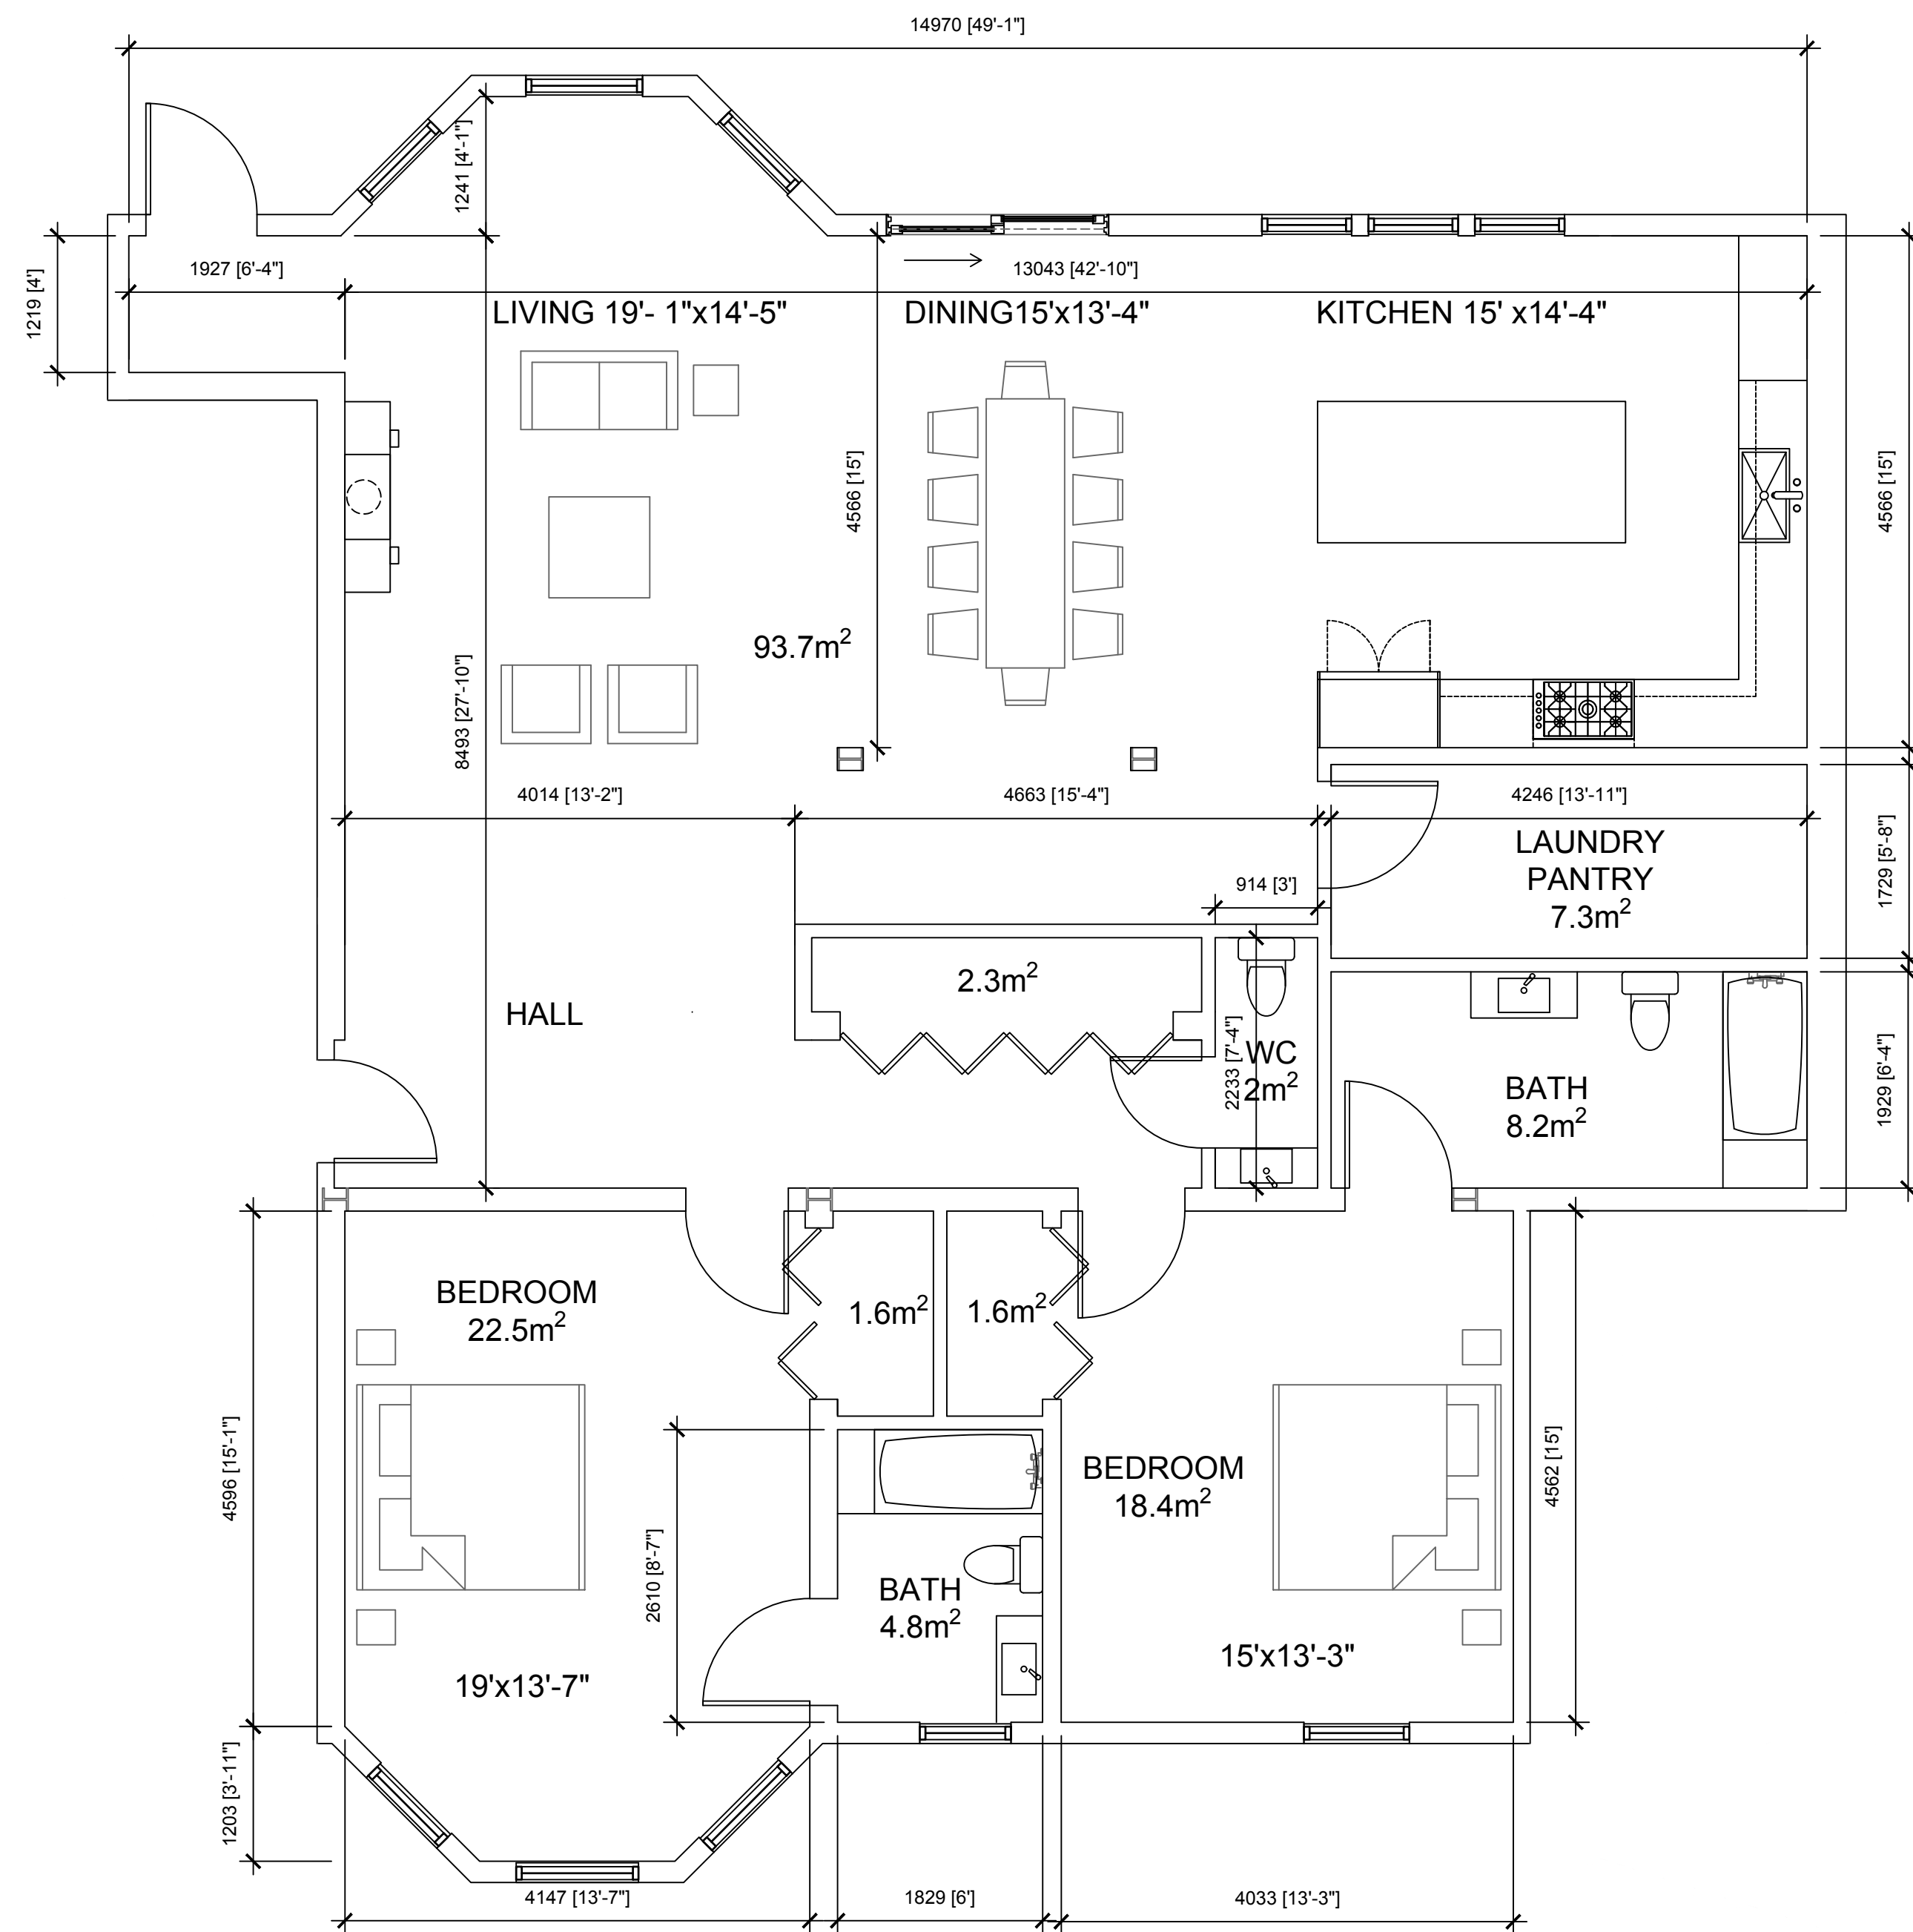 14970 [49'-1"]
1241 [4'-1"]
1219 [4']
1927 [6'-4"]
13043 [42'-10"]
LIVING 19'- 1"x14'-5"
DINING15'x13'-4"
KITCHEN 15' x14'-4"
4566 [15']
4566 [15']
93.7m²
8493 [27'-10"]
4014 [13'-2"]
4663 [15'-4"]
4246 [13'-11"]
LAUNDRY
PANTRY
7.3m²
1729 [5'-8"]
914 [3']
2.3m²
HALL
2233 [7'-4"]
WC
2m²
BATH
8.2m²
1929 [6'-4"]
BEDROOM
22.5m²
1.6m²
1.6m²
4596 [15'-1"]
2610 [8'-7"]
BEDROOM
18.4m²
4562 [15']
BATH
4.8m²
19'x13'-7"
15'x13'-3"
1203 [3'-11"]
4147 [13'-7"]
1829 [6']
4033 [13'-3"]